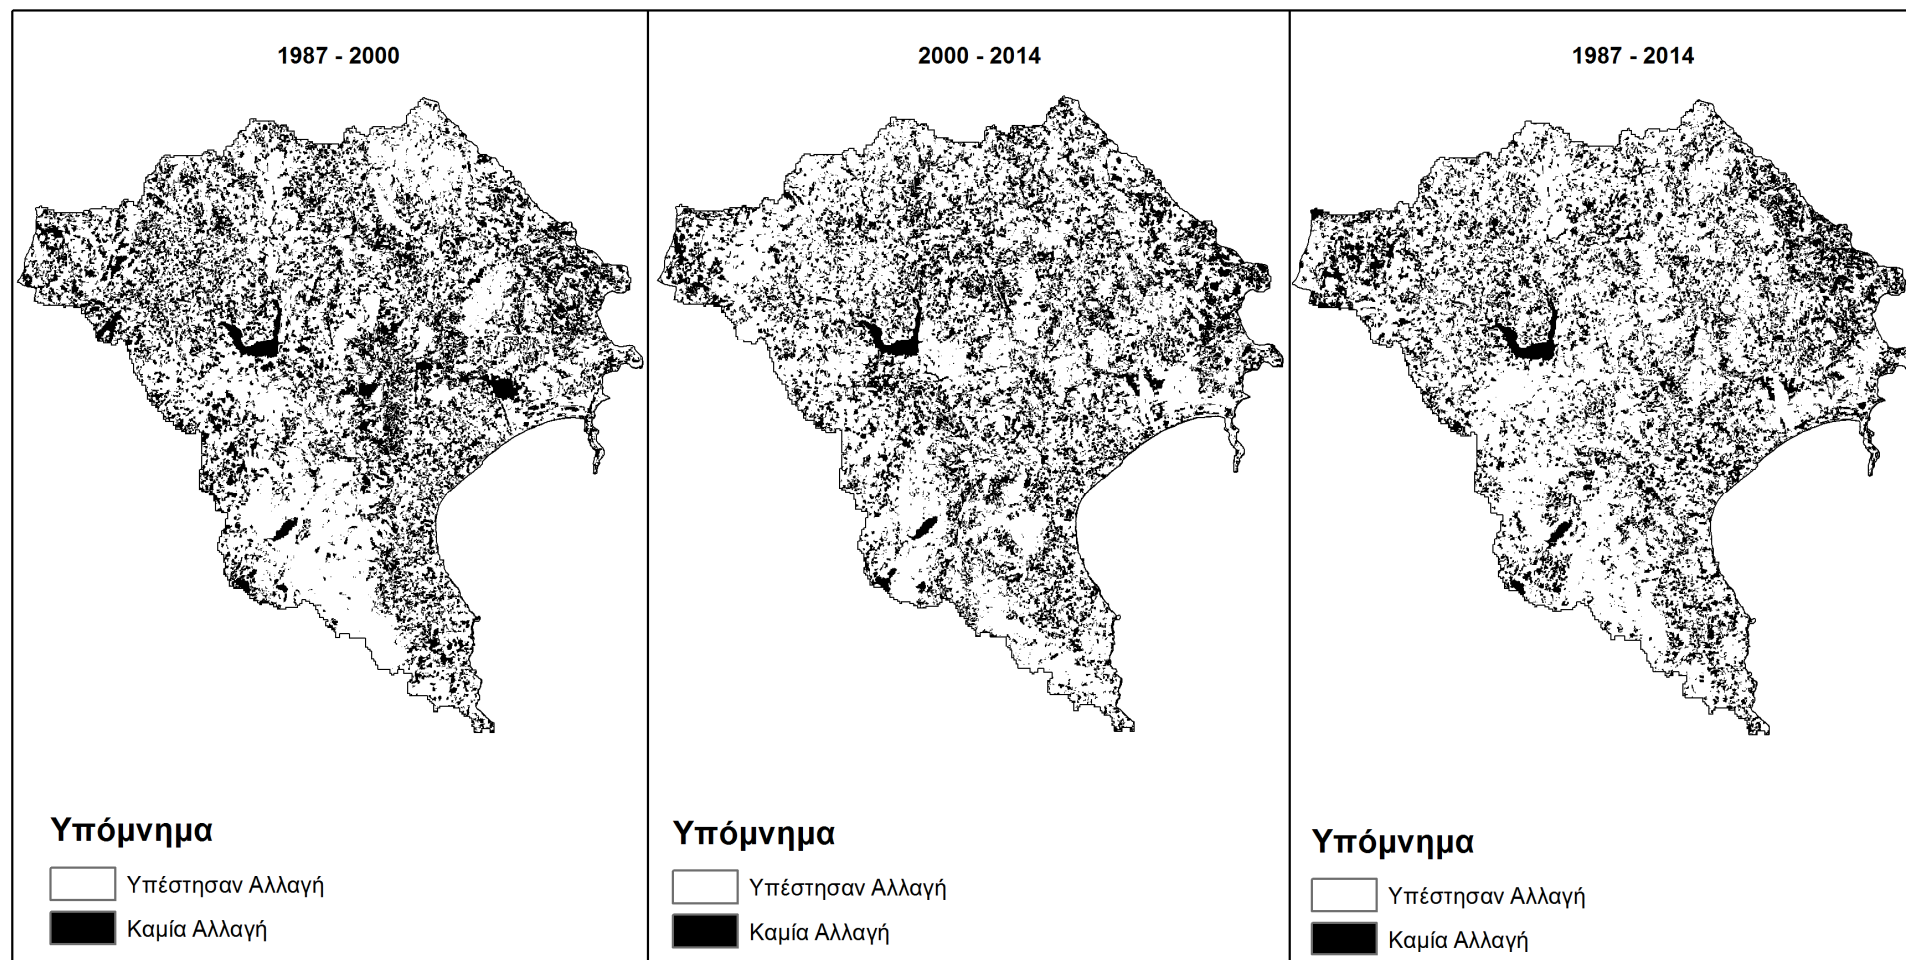 1987 - 2000
2000 - 2014
1987 - 2014
Υπόμνημα
Υπέστησαν Αλλαγή
Καμία Αλλαγή
Υπόμνημα
Υπέστησαν Αλλαγή
Καμία Αλλαγή
Υπόμνημα
Υπέστησαν Αλλαγή
Καμία Αλλαγή